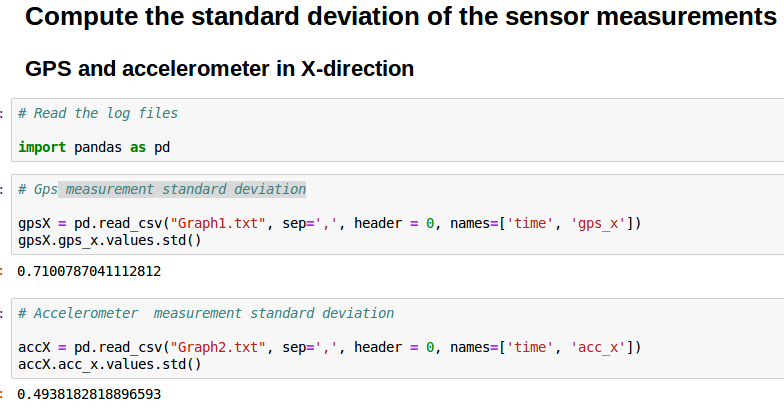 Compute the standard deviation of the sensor measurements
GPS and accelerometer in X-direction
# Read the log files
import pandas as pd
# Gps measurement standard deviation
gpsX = pd.read_csv("Graph1.txt", sep=',', header = 0, names=['time', 'gps_x'])
gpsX.gps_x.values.std()
0.7100787041112812
# Accelerometer  measurement standard deviation
accX = pd.read_csv("Graph2.txt", sep=',', header = 0, names=['time', 'acc_x'])
accX.acc_x.values.std()
0.4938182818896593